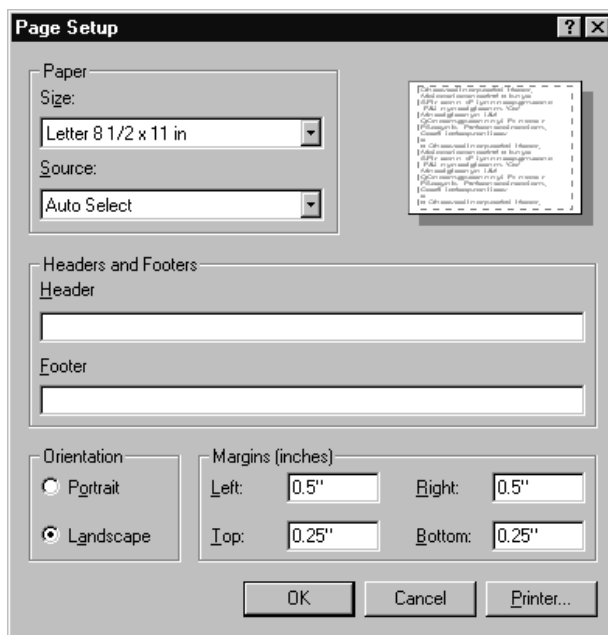 Page Setup
Paper
Size:
Letter 8 1/2 x 11 in
Source:
Auto Select
Headers and Footers
Header
Footer
Orientation
Portrait
Landscape
Margins (inches)
Left: 0.5" Right: 0.5"
Top: 0.25" Bottom: 0.25"
OK Cancel Printer...